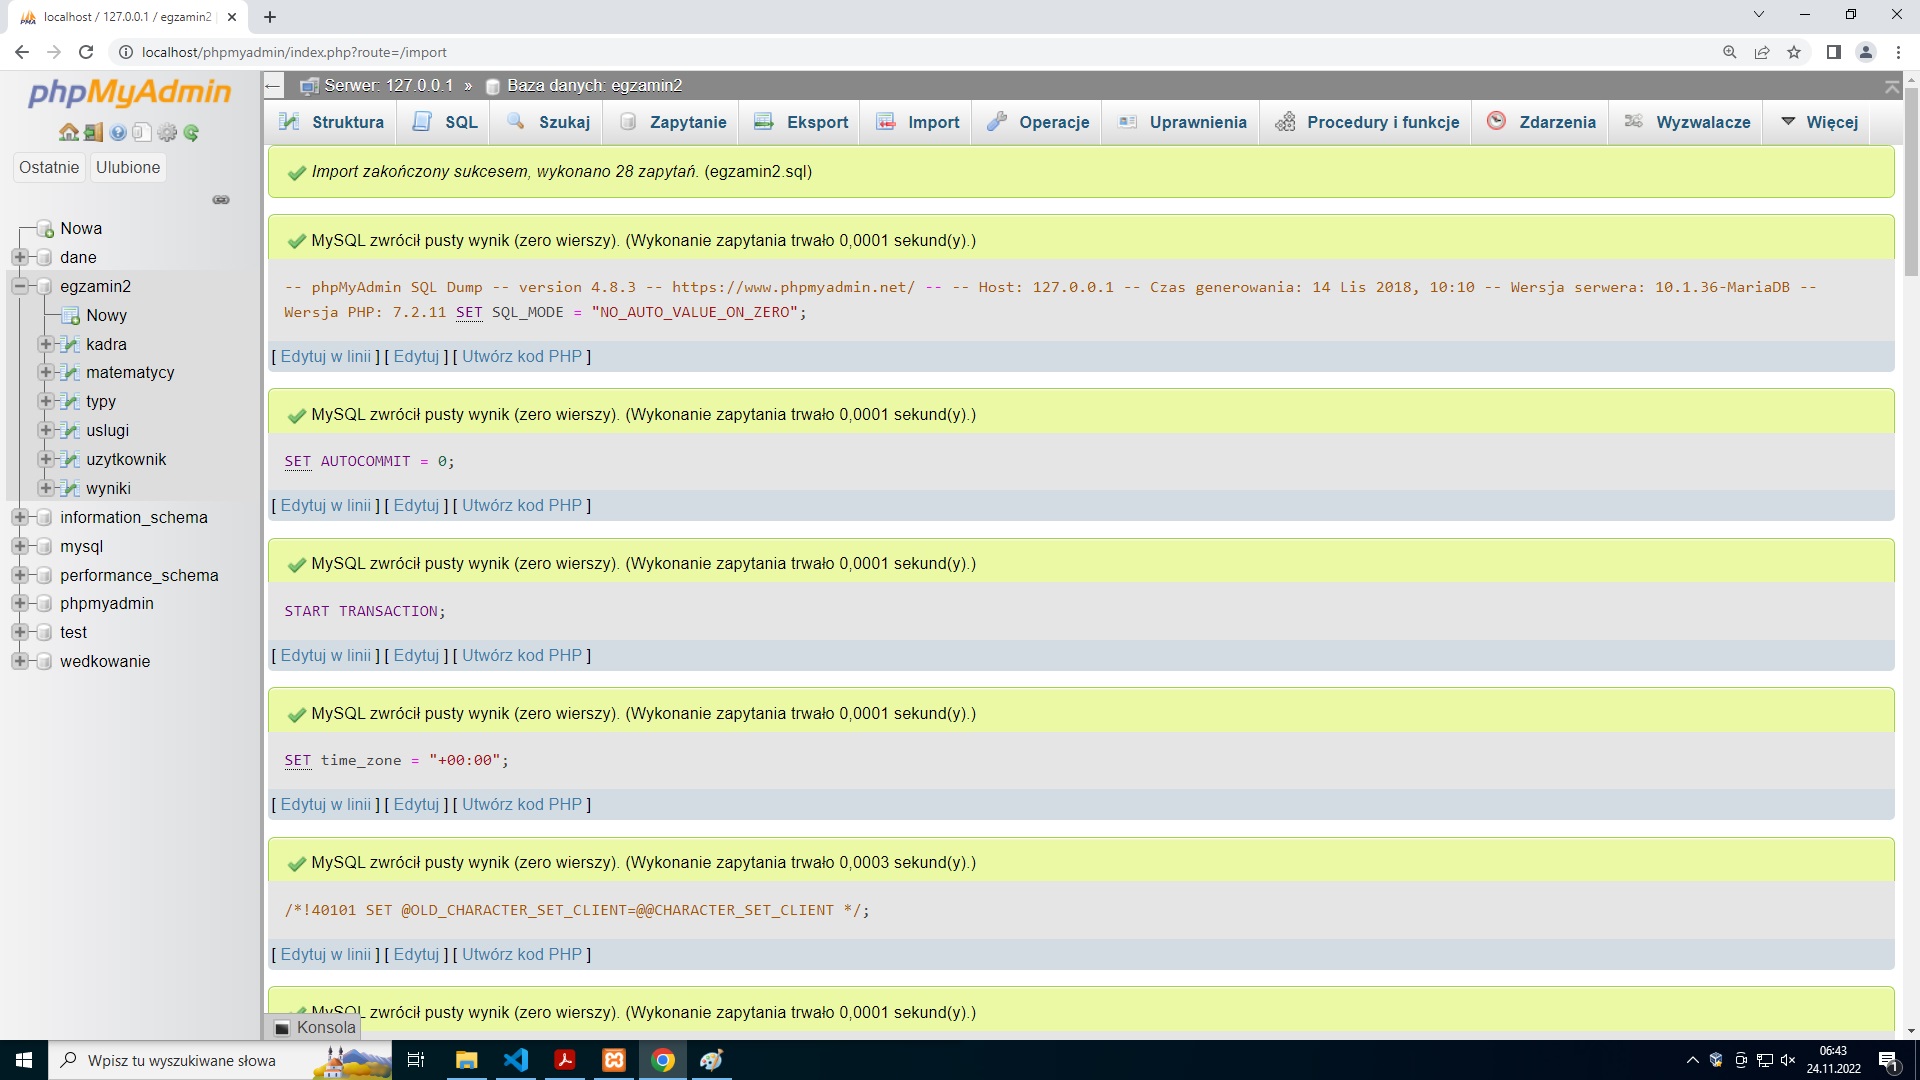 localhost / 127.0.0.1 / egzamin2
localhost/phpmyadmin/index.php?route=/import
phpMyAdmin
Ostatnie
Ulubione
Nowa
dane
egzamin2
Nowy
kadra
matematycy
typy
uslugi
uzytkownik
wyniki
information_schema
mysql
performance_schema
phpmyadmin
test
wedkowanie
Serwer: 127.0.0.1 » Baza danych: egzamin2
Struktura SQL Szukaj Zapytanie Eksport Import Operacje Uprawnienia Procedury i funkcje Zdarzenia Wyzwalacze Więcej
Import zakończony sukcesem, wykonano 28 zapytań. (egzamin2.sql)
MySQL zwrócił pusty wynik (zero wierszy). (Wykonanie zapytania trwało 0,0001 sekund(y).)
-- phpMyAdmin SQL Dump -- version 4.8.3 -- https://www.phpmyadmin.net/ -- -- Host: 127.0.0.1 -- Czas generowania: 14 Lis 2018, 10:10 -- Wersja serwera: 10.1.36-MariaDB --
Wersja PHP: 7.2.11 SET SQL_MODE = "NO_AUTO_VALUE_ON_ZERO";
[ Edytuj w linii ] [ Edytuj ] [ Utwórz kod PHP ]
MySQL zwrócił pusty wynik (zero wierszy). (Wykonanie zapytania trwało 0,0001 sekund(y).)
SET AUTOCOMMIT = 0;
[ Edytuj w linii ] [ Edytuj ] [ Utwórz kod PHP ]
MySQL zwrócił pusty wynik (zero wierszy). (Wykonanie zapytania trwało 0,0001 sekund(y).)
START TRANSACTION;
[ Edytuj w linii ] [ Edytuj ] [ Utwórz kod PHP ]
MySQL zwrócił pusty wynik (zero wierszy). (Wykonanie zapytania trwało 0,0001 sekund(y).)
SET time_zone = "+00:00";
[ Edytuj w linii ] [ Edytuj ] [ Utwórz kod PHP ]
MySQL zwrócił pusty wynik (zero wierszy). (Wykonanie zapytania trwało 0,0003 sekund(y).)
/*!40101 SET @OLD_CHARACTER_SET_CLIENT=@@CHARACTER_SET_CLIENT */;
[ Edytuj w linii ] [ Edytuj ] [ Utwórz kod PHP ]
MySQL zwrócił pusty wynik (zero wierszy). (Wykonanie zapytania trwało 0,0001 sekund(y).)
Konsola
Wpisz tu wyszukiwane słowa
06:43
24.11.2022
1